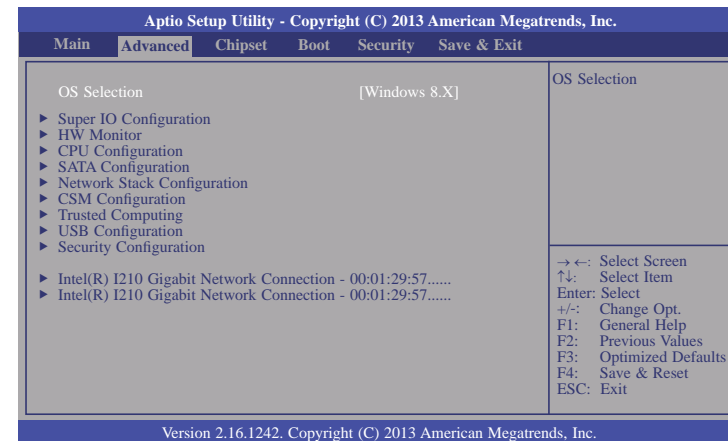 Aptio Setup Utility - Copyright (C) 2013 American Megatrends, Inc.
Main Advanced Chipset Boot Security Save & Exit
OS Selection [Windows 8.X]
► Super IO Configuration
► HW Monitor
► CPU Configuration
► SATA Configuration
► Network Stack Configuration
► CSM Configuration
► Trusted Computing
► USB Configuration
► Security Configuration
► Intel(R) I210 Gigabit Network Connection - 00:01:29:57......
► Intel(R) I210 Gigabit Network Connection - 00:01:29:57......
OS Selection
→←: Select Screen
↑↓: Select Item
Enter: Select
+/-: Change Opt.
F1: General Help
F2: Previous Values
F3: Optimized Defaults
F4: Save & Reset
ESC: Exit
Version 2.16.1242. Copyright (C) 2013 American Megatrends, Inc.